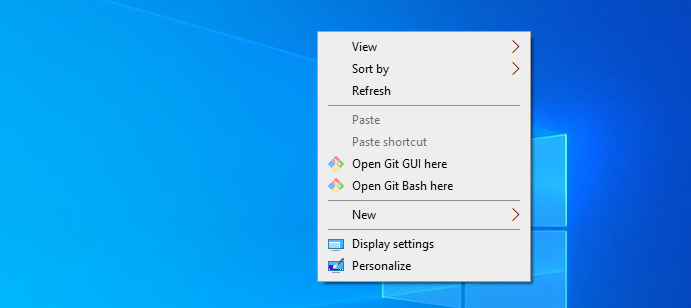 View
Sort by
Refresh
Paste
Paste shortcut
Open Git GUI here
Open Git Bash here
New
Display settings
Personalize